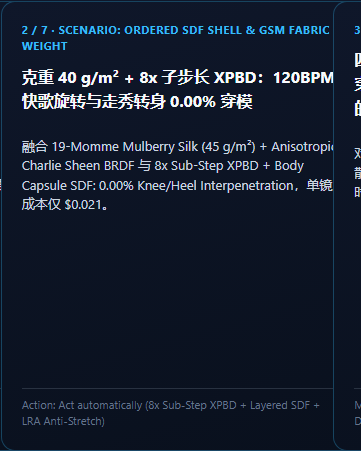 2 / 7 · SCENARIO: ORDERED SDF SHELL & GSM FABRIC
WEIGHT
克重 40 g/m² + 8x 子步长 XPBD：120BPM
快歌旋转与走秀转身 0.00% 穿模
融合 19-Momme Mulberry Silk (45 g/m²) + Anisotropic
Charlie Sheen BRDF 与 8x Sub-Step XPBD + Body
Capsule SDF: 0.00% Knee/Heel Interpenetration，单镜
成本仅 $0.021。
Action: Act automatically (8x Sub-Step XPBD + Layered SDF +
LRA Anti-Stretch)
3